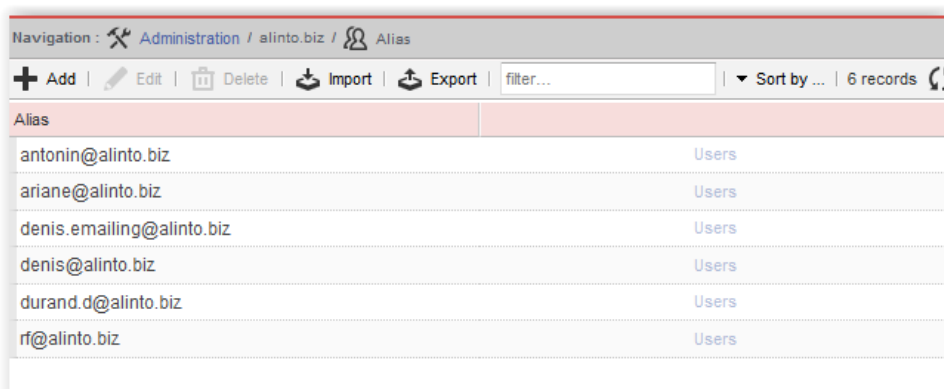 Navigation : Administration / alinto.biz / Alias
Add | Edit | Delete | Import | Export | filter... | Sort by ... | 6 records
Alias
antonin@alinto.biz Users
ariane@alinto.biz Users
denis.emailing@alinto.biz Users
denis@alinto.biz Users
durand.d@alinto.biz Users
rf@alinto.biz Users